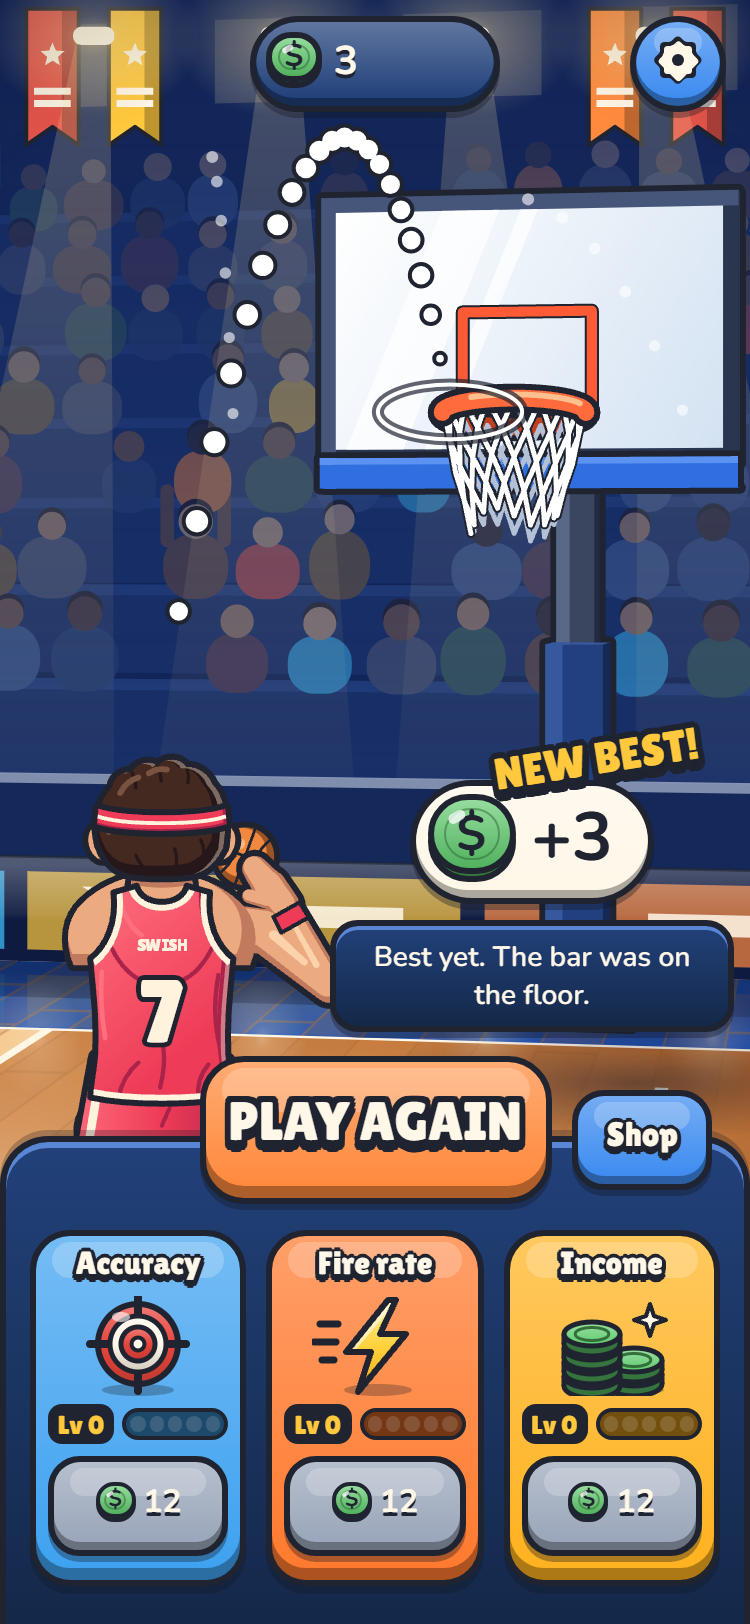 $ 3
NEW BEST!
$ +3
SWISH
7
Best yet. The bar was on
the floor.
PLAY AGAIN
Shop
Accuracy
Lv 0
$ 12
Fire rate
Lv 0
$ 12
Income
Lv 0
$ 12